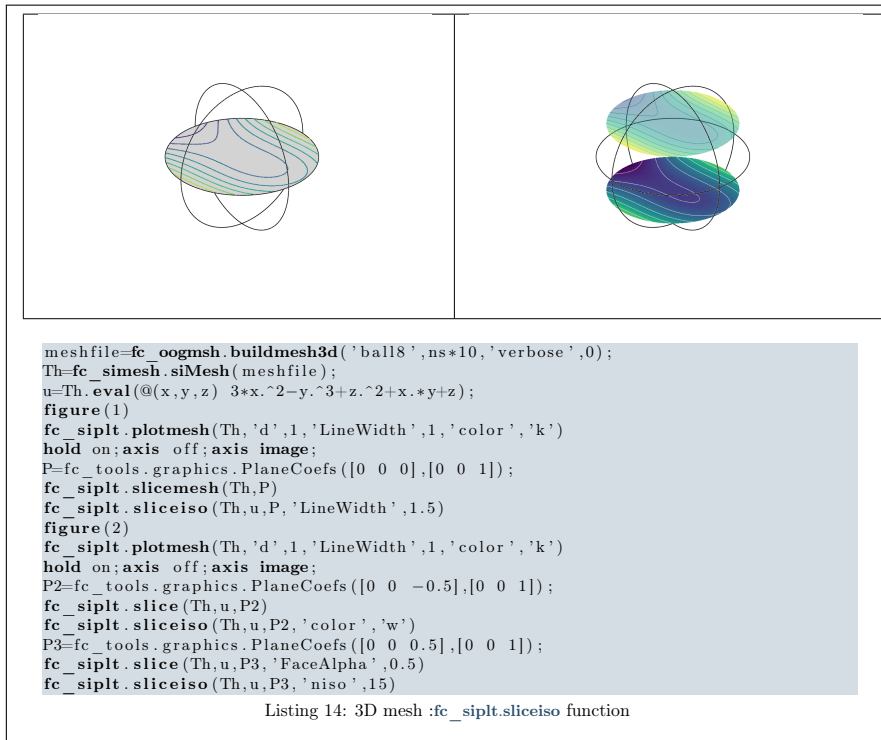 meshfile=fc_oogmsh.buildmesh3d('ball8',ns*10,'verbose',0);
Th=fc_simesh.siMesh(meshfile);
u=Th.eval(@(x,y,z) 3*x.^2-y.^3+z.^2+x.*y+z);
figure(1)
fc_siplt.plotmesh(Th,'d',1,'LineWidth',1,'color','k')
hold on;axis off;axis image;
P=fc_tools.graphics.PlaneCoefs([0 0 0],[0 0 1]);
fc_siplt.slicemesh(Th,P)
fc_siplt.sliceiso(Th,u,P,'LineWidth',1.5)
figure(2)
fc_siplt.plotmesh(Th,'d',1,'LineWidth',1,'color','k')
hold on;axis off;axis image;
P2=fc_tools.graphics.PlaneCoefs([0 0 -0.5],[0 0 1]);
fc_siplt.slice(Th,u,P2)
fc_siplt.sliceiso(Th,u,P2,'color','w')
P3=fc_tools.graphics.PlaneCoefs([0 0 0.5],[0 0 1]);
fc_siplt.slice(Th,u,P3,'FaceAlpha',0.5)
fc_siplt.sliceiso(Th,u,P3,'niso',15)
Listing 14: 3D mesh :fc_siplt.sliceiso function